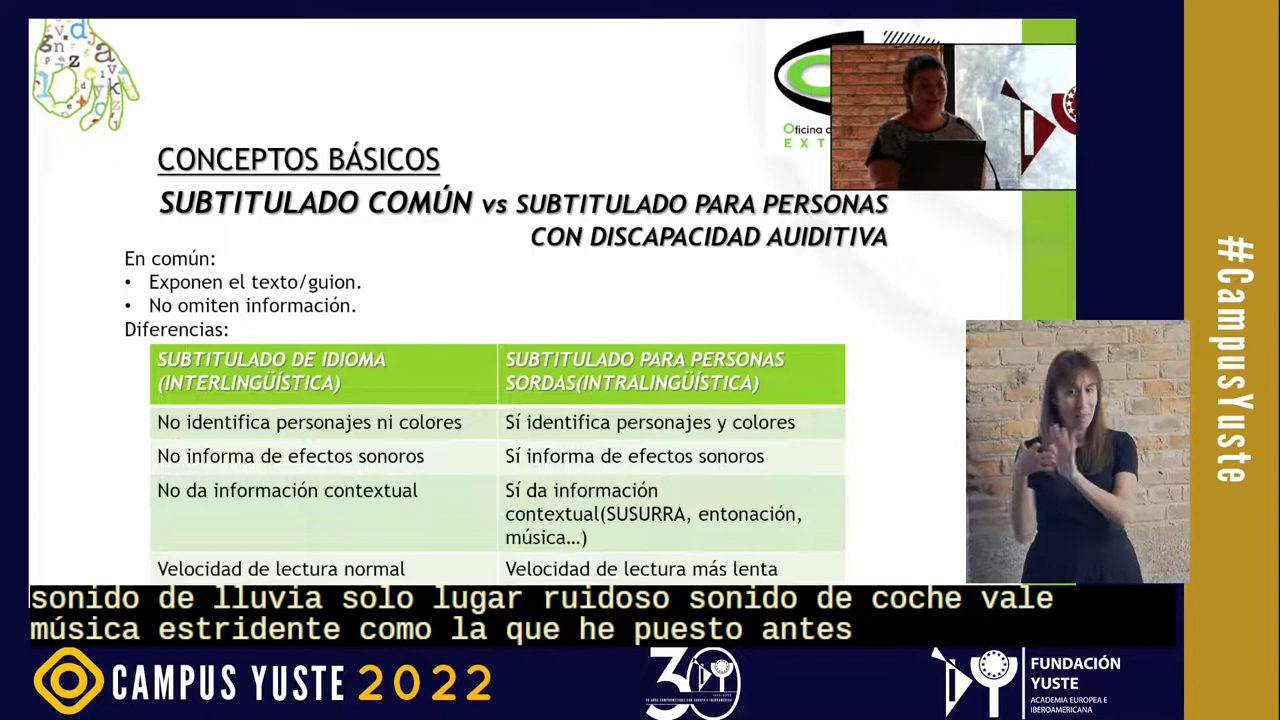 CONCEPTOS BÁSICOS
SUBTITULADO COMÚN vs SUBTITULADO PARA PERSONAS
CON DISCAPACIDAD AUIDITIVA
En común:
• Exponen el texto/guion.
• No omiten información.
Diferencias:
SUBTITULADO DE IDIOMA
(INTERLINGÜÍSTICA)
SUBTITULADO PARA PERSONAS
SORDAS(INTRALINGÜÍSTICA)
No identifica personajes ni colores
Sí identifica personajes y colores
No informa de efectos sonoros
Sí informa de efectos sonoros
No da información contextual
Sí da información
contextual(SUSURRA, entonación,
música…)
Velocidad de lectura normal
Velocidad de lectura más lenta
Oficina
EXT
#CampusYuste
sonido de lluvia solo lugar ruidoso sonido de coche vale
música estridente como la que he puesto antes
CAMPUS YUSTE 2022
30
FUNDACIÓN
YUSTE
ACADEMIA EUROPEA E
IBEROAMERICANA